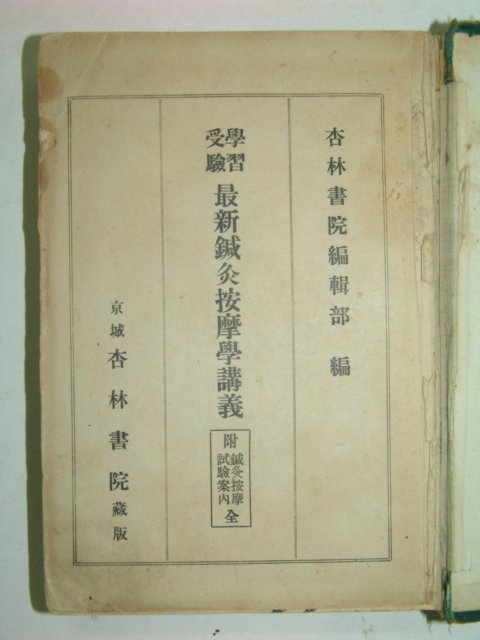 杏林書院編輯部 編
學習
受驗
最新鍼灸按摩學講義
附
鍼灸按摩
試驗案內
全
京城 杏林書院 藏版